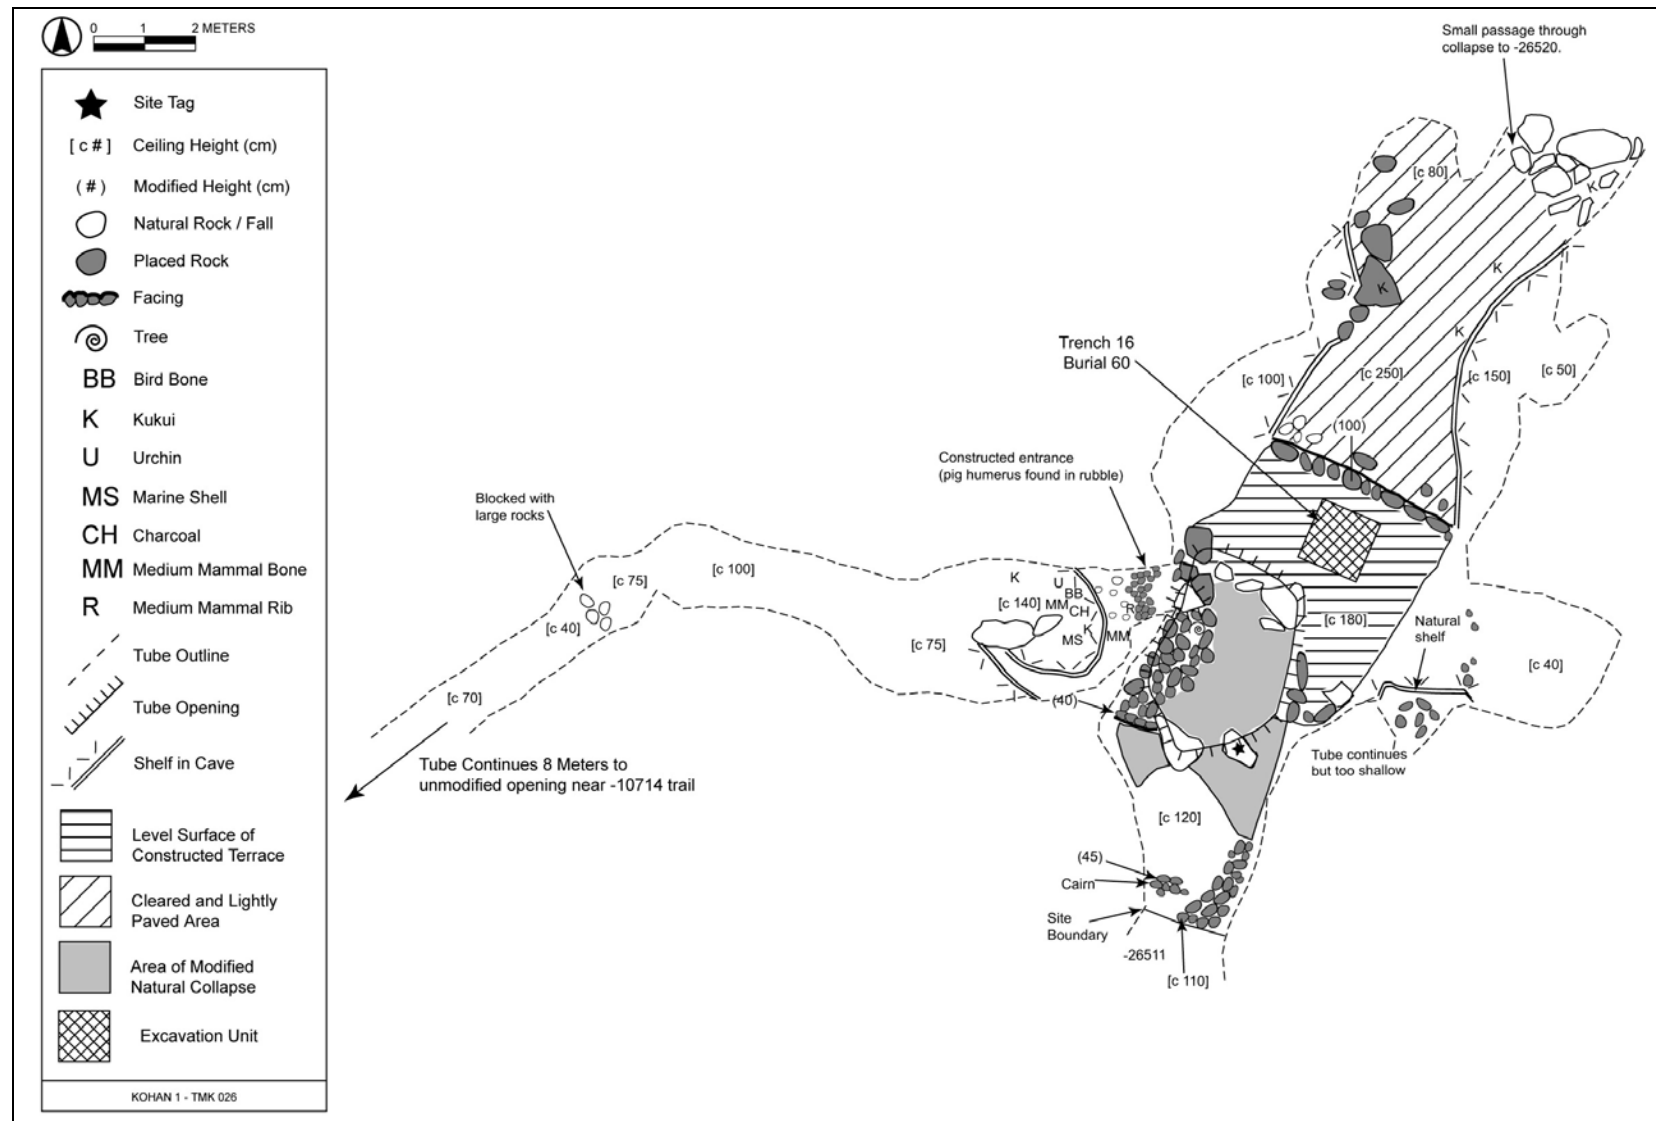 0 1 2 METERS
Site Tag
[ c # ] Ceiling Height (cm)
( # ) Modified Height (cm)
Natural Rock / Fall
Placed Rock
Facing
Tree
BB Bird Bone
K Kukui
U Urchin
MS Marine Shell
CH Charcoal
MM Medium Mammal Bone
R Medium Mammal Rib
Tube Outline
Tube Opening
Shelf in Cave
Level Surface of
Constructed Terrace
Cleared and Lightly
Paved Area
Area of Modified
Natural Collapse
Excavation Unit
KOHAN 1 - TMK 026
Small passage through
collapse to -26520.
[c 80]
K
K
K
K
Trench 16
Burial 60
[c 100]
[c 250]
[c 150]
[c 50]
(100)
Constructed entrance
(pig humerus found in rubble)
Blocked with
large rocks
[c 75]
[c 100]
[c 40]
K
U
BB
[c 140]
MM
CH
R
K
MS
MM
[c 75]
[c 180]
Natural
shelf
[c 40]
[c 70]
(40)
Tube Continues 8 Meters to
unmodified opening near -10714 trail
Tube continues
but too shallow
[c 120]
(45)
Cairn
Site
Boundary
-26511
[c 110]